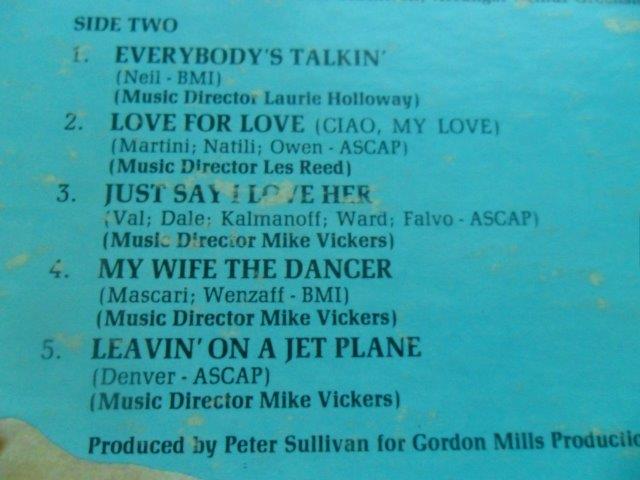 SIDE TWO
1. EVERYBODY'S TALKIN'
(Neil - BMI)
(Music Director Laurie Holloway)
2. LOVE FOR LOVE (CIAO, MY LOVE)
(Martini; Natili; Owen - ASCAP)
(Music Director Les Reed)
3. JUST SAY I LOVE HER
(Val; Dale; Kalmanoff; Ward; Falvo - ASCAP)
(Music Director Mike Vickers)
4. MY WIFE THE DANCER
(Mascari; Wenzaff - BMI)
(Music Director Mike Vickers)
5. LEAVIN' ON A JET PLANE
(Denver - ASCAP)
(Music Director Mike Vickers)
Produced by Peter Sullivan for Gordon Mills Productio